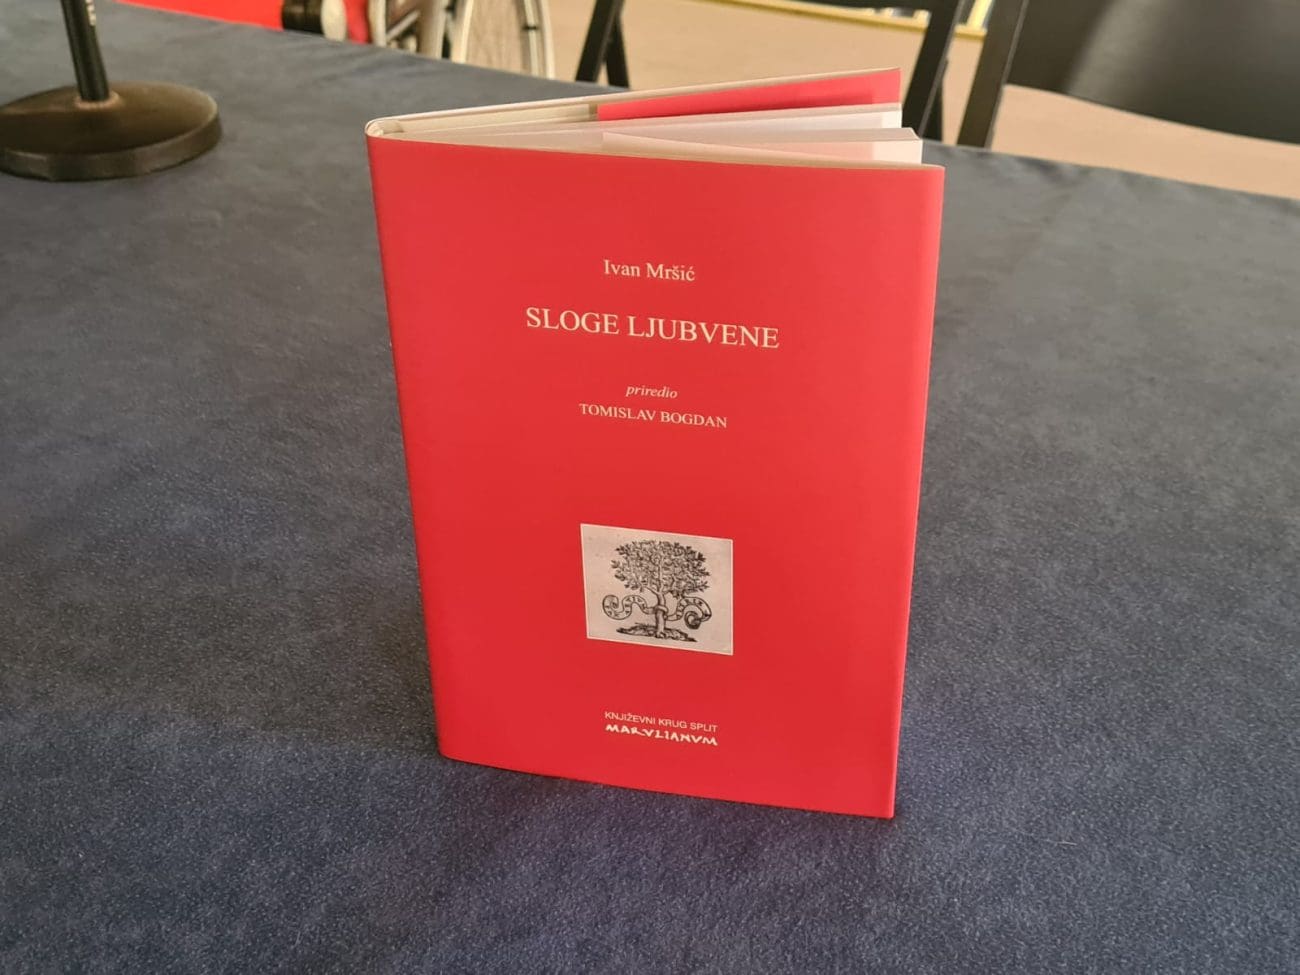 Ivan Mršić
SLOGE LJUBVENE
priredio
TOMISLAV BOGDAN
KNJIŽEVNI KRUG SPLIT
MARVLIANVM